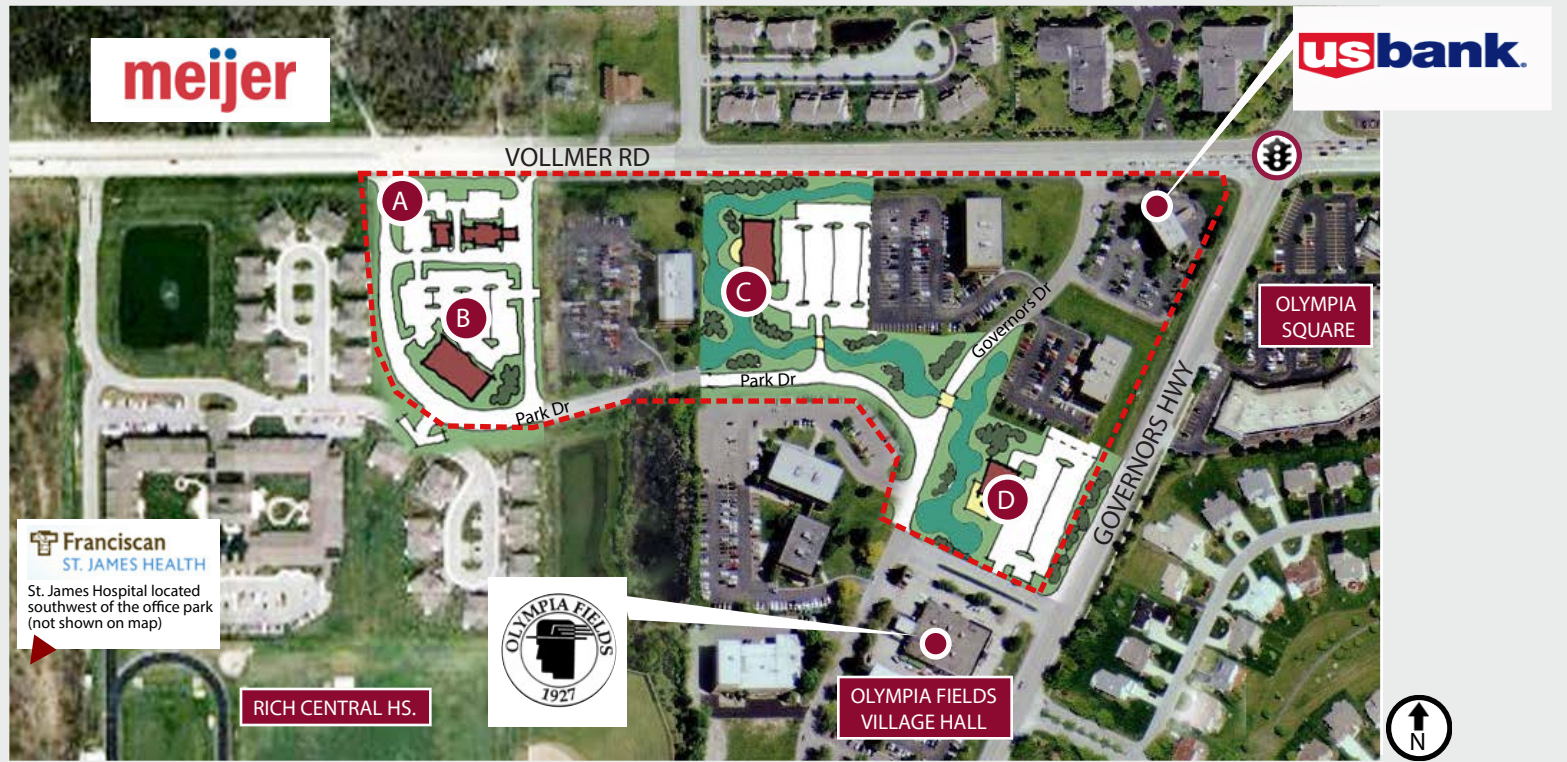 meijer
usbank.
VOLLMER RD
A
B
C
Governors Dr
OLYMPIA
SQUARE
Park Dr
Park Dr
GOVERNORS HWY
D
Franciscan
ST. JAMES HEALTH
St. James Hospital located
southwest of the office park
(not shown on map)
OLYMPIA FIELDS
1927
RICH CENTRAL HS.
OLYMPIA FIELDS
VILLAGE HALL
N